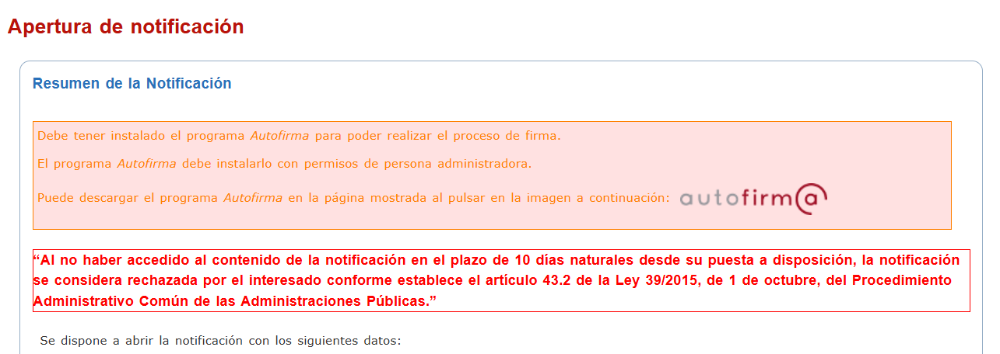 Apertura de notificación
Resumen de la Notificación
Debe tener instalado el programa Autofirma para poder realizar el proceso de firma.
El programa Autofirma debe instalarlo con permisos de persona administradora.
Puede descargar el programa Autofirma en la página mostrada al pulsar en la imagen a continuación: autofirm@
“Al no haber accedido al contenido de la notificación en el plazo de 10 días naturales desde su puesta a disposición, la notificación
se considera rechazada por el interesado conforme establece el artículo 43.2 de la Ley 39/2015, de 1 de octubre, del Procedimiento
Administrativo Común de las Administraciones Públicas.”
Se dispone a abrir la notificación con los siguientes datos: